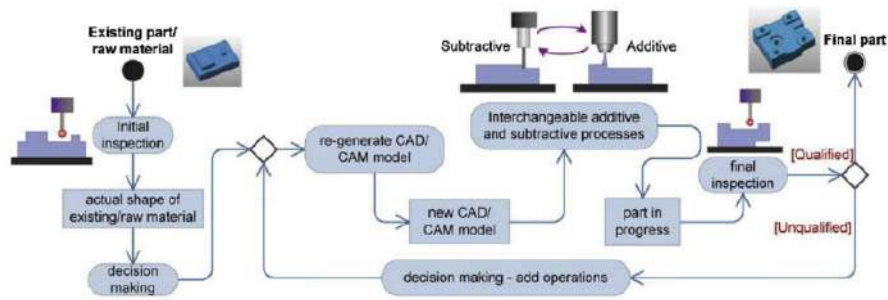 Existing part/
raw material
Subtractive
Additive
Final part
Initial
inspection
re-generate CAD/
CAM model
Interchangeable additive
and subtractive processes
final
inspection
[Qualified]
actual shape of
existing/raw material
new CAD/
CAM model
part in
progress
[Unqualified]
decision
making
decision making - add operations